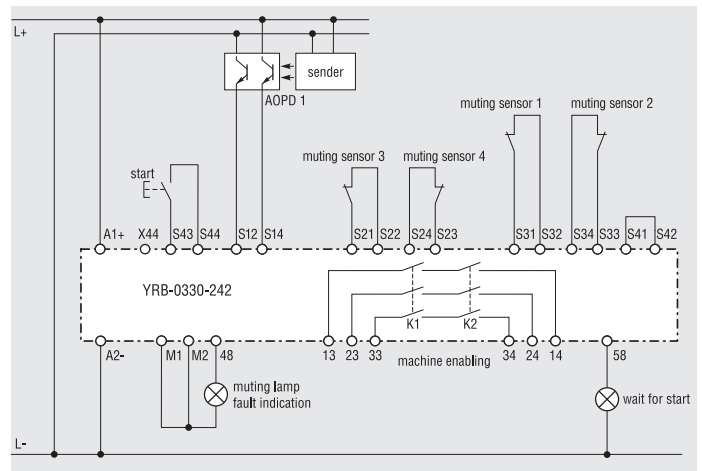 L+
sender
AOPD 1
muting sensor 1
muting sensor 2
muting sensor 3
muting sensor 4
start
A1+ X44 S43 S44 S12 S14 S21 S22 S24 S23 S31 S32 S34 S33 S41 S42
YRB-0330-242
K1 K2
A2- M1 M2 48 13 23 33 machine enabling 34 24 14 58
muting lamp
fault indication
wait for start
L-